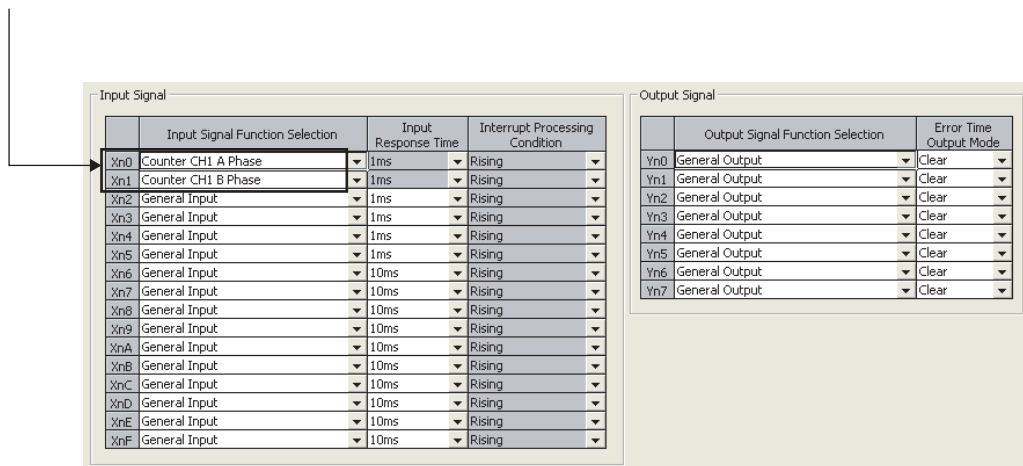 Input Signal
Input Signal Function Selection Input Response Time Interrupt Processing Condition
Xn0 Counter CH1 A Phase 1ms Rising
Xn1 Counter CH1 B Phase 1ms Rising
Xn2 General Input 1ms Rising
Xn3 General Input 1ms Rising
Xn4 General Input 1ms Rising
Xn5 General Input 1ms Rising
Xn6 General Input 10ms Rising
Xn7 General Input 10ms Rising
Xn8 General Input 10ms Rising
Xn9 General Input 10ms Rising
XnA General Input 10ms Rising
XnB General Input 10ms Rising
XnC General Input 10ms Rising
XnD General Input 10ms Rising
XnE General Input 10ms Rising
XnF General Input 10ms Rising
Output Signal
Output Signal Function Selection Error Time Output Mode
Yn0 General Output Clear
Yn1 General Output Clear
Yn2 General Output Clear
Yn3 General Output Clear
Yn4 General Output Clear
Yn5 General Output Clear
Yn6 General Output Clear
Yn7 General Output Clear